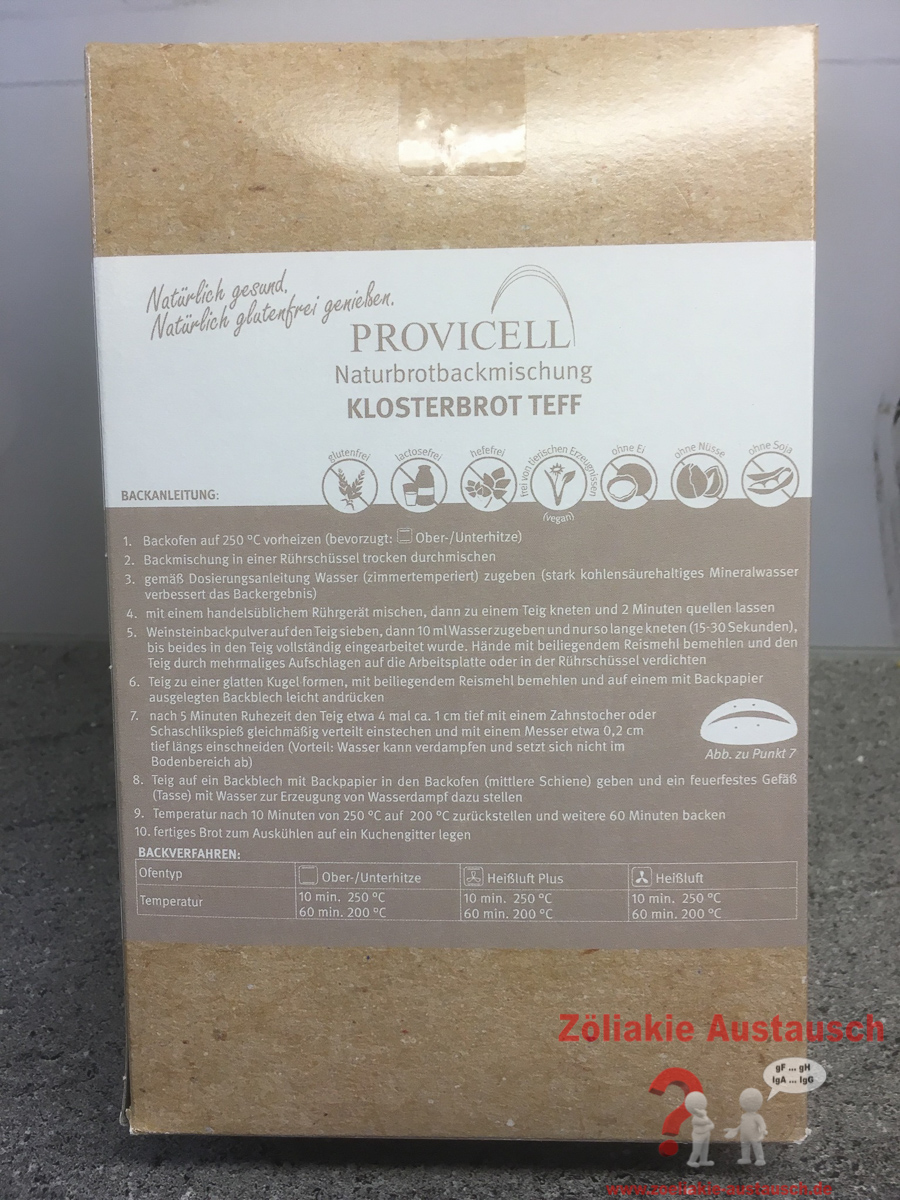 Natürlich gesund.
Natürlich glutenfrei genießen.
PROVICELL
Naturbrotbackmischung
KLOSTERBROT TEFF
glutenfrei
lactosefrei
hefefrei
frei von tierischen Erzeugnissen
(vegan)
ohne Ei
ohne Nüsse
ohne Soja
BACKANLEITUNG:
1. Backofen auf 250 °C vorheizen (bevorzugt: Ober-/Unterhitze)
2. Backmischung in einer Rührschüssel trocken durchmischen
3. gemäß Dosierungsanleitung Wasser (zimmertemperiert) zugeben (stark kohlensäurehaltiges Mineralwasser
verbessert das Backergebnis)
4. mit einem handelsüblichem Rührgerät mischen, dann zu einem Teig kneten und 2 Minuten quellen lassen
5. Weinsteinbackpulver auf den Teig sieben, dann 10 ml Wasser zugeben und nur so lange kneten (15-30 Sekunden),
bis beides in den Teig vollständig eingearbeitet wurde. Hände mit beiliegendem Reismehl bemehlen und den
Teig durch mehrmaliges Aufschlagen auf die Arbeitsplatte oder in der Rührschüssel verdichten
6. Teig zu einer glatten Kugel formen, mit beiliegendem Reismehl bemehlen und auf einem mit Backpapier
ausgelegten Backblech leicht andrücken
7. nach 5 Minuten Ruhezeit den Teig etwa 4 mal ca. 1 cm tief mit einem Zahnstocher oder
Schaschlikspieß gleichmäßig verteilt einstechen und mit einem Messer etwa 0,2 cm
tief längs einschneiden (Vorteil: Wasser kann verdampfen und setzt sich nicht im
Bodenbereich ab)
Abb. zu Punkt 7
8. Teig auf ein Backblech mit Backpapier in den Backofen (mittlere Schiene) geben und ein feuerfestes Gefäß
(Tasse) mit Wasser zur Erzeugung von Wasserdampf dazu stellen
9. Temperatur nach 10 Minuten von 250 °C auf 200 °C zurückstellen und weitere 60 Minuten backen
10. fertiges Brot zum Auskühlen auf ein Kuchengitter legen
BACKVERFAHREN:
Ofentyp Ober-/Unterhitze Heißluft Plus Heißluft
Temperatur 10 min. 250 °C 10 min. 250 °C 10 min. 250 °C
60 min. 200 °C 60 min. 200 °C 60 min. 200 °C
Zöliakie Austausch
gF ... gH
IgA ... IgG
www.zoeliakie-austausch.de